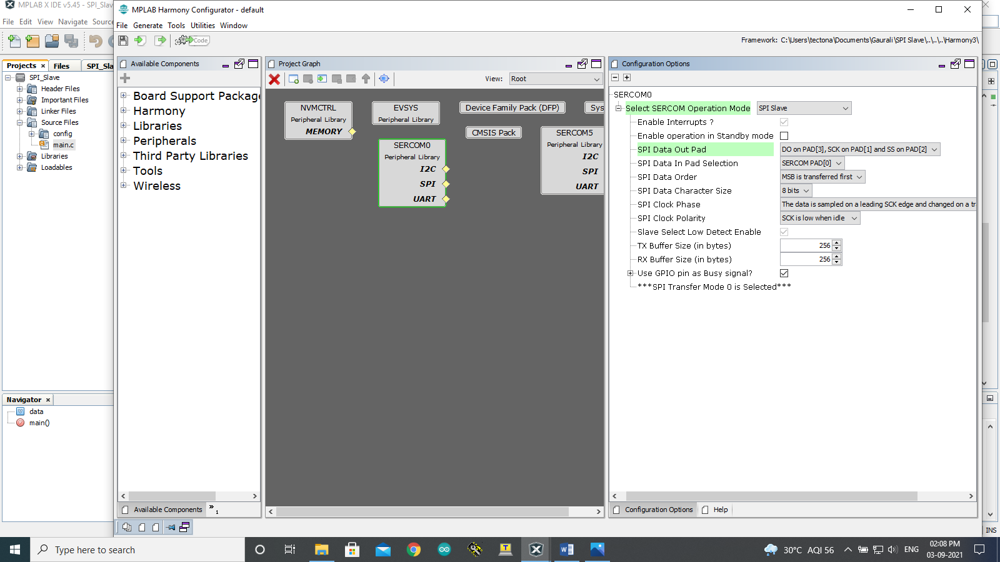 MPLAB X IDE v5.45 - SPI_Slav
File Edit View Navigate Sourc
Projects × Files SPI_Sla
SPI_Slave
Header Files
Important Files
Linker Files
Source Files
config
main.c
Libraries
Loadables
Navigator ×
data
main()
MPLAB Harmony Configurator - default
File Generate Tools Utilities Window
Code
Framework: C:\Users\tectona\Documents\Gaurali\SPI Slave\..\..\..\Harmony3\
Available Components
Board Support Package
Harmony
Libraries
Peripherals
Third Party Libraries
Tools
Wireless
Available Components
» 1
Project Graph
View: Root
NVMCTRL
Peripheral Library
MEMORY
EVSYS
Peripheral Library
Device Family Pack (DFP)
Sys
CMSIS Pack
SERCOM0
Peripheral Library
I2C
SPI
UART
SERCOM5
Peripheral Library
I2C
SPI
UART
Configuration Options
SERCOM0
Select SERCOM Operation Mode SPI Slave
Enable Interrupts ?
Enable operation in Standby mode
SPI Data Out Pad DO on PAD[3], SCK on PAD[1] and SS on PAD[2]
SPI Data In Pad Selection SERCOM PAD[0]
SPI Data Order MSB is transferred first
SPI Data Character Size 8 bits
SPI Clock Phase The data is sampled on a leading SCK edge and changed on a tr
SPI Clock Polarity SCK is low when idle
Slave Select Low Detect Enable
TX Buffer Size (in bytes) 256
RX Buffer Size (in bytes) 256
Use GPIO pin as Busy signal?
***SPI Transfer Mode 0 is Selected***
Configuration Options Help
INS
Type here to search
30°C AQI 56
ENG
02:08 PM
03-09-2021